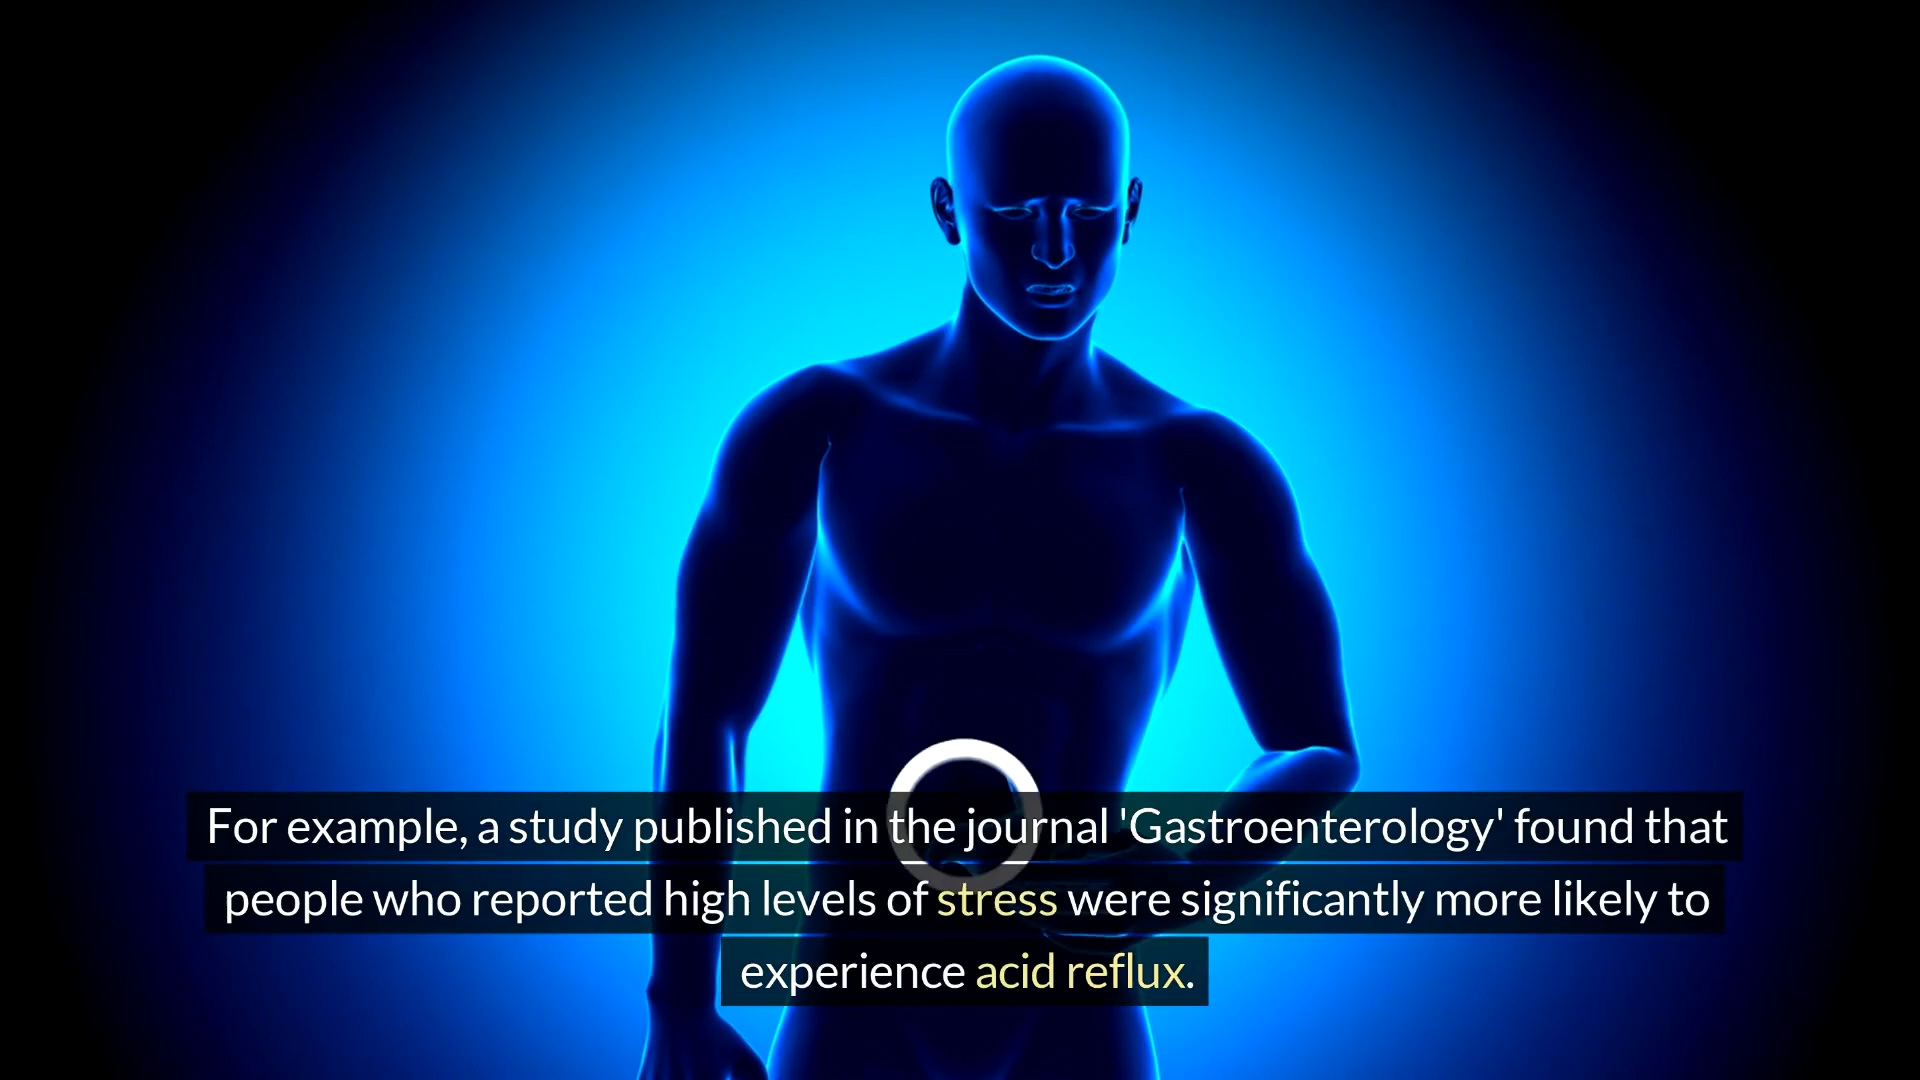 For example, a study published in the journal 'Gastroenterology' found that
people who reported high levels of stress were significantly more likely to
experience acid reflux.